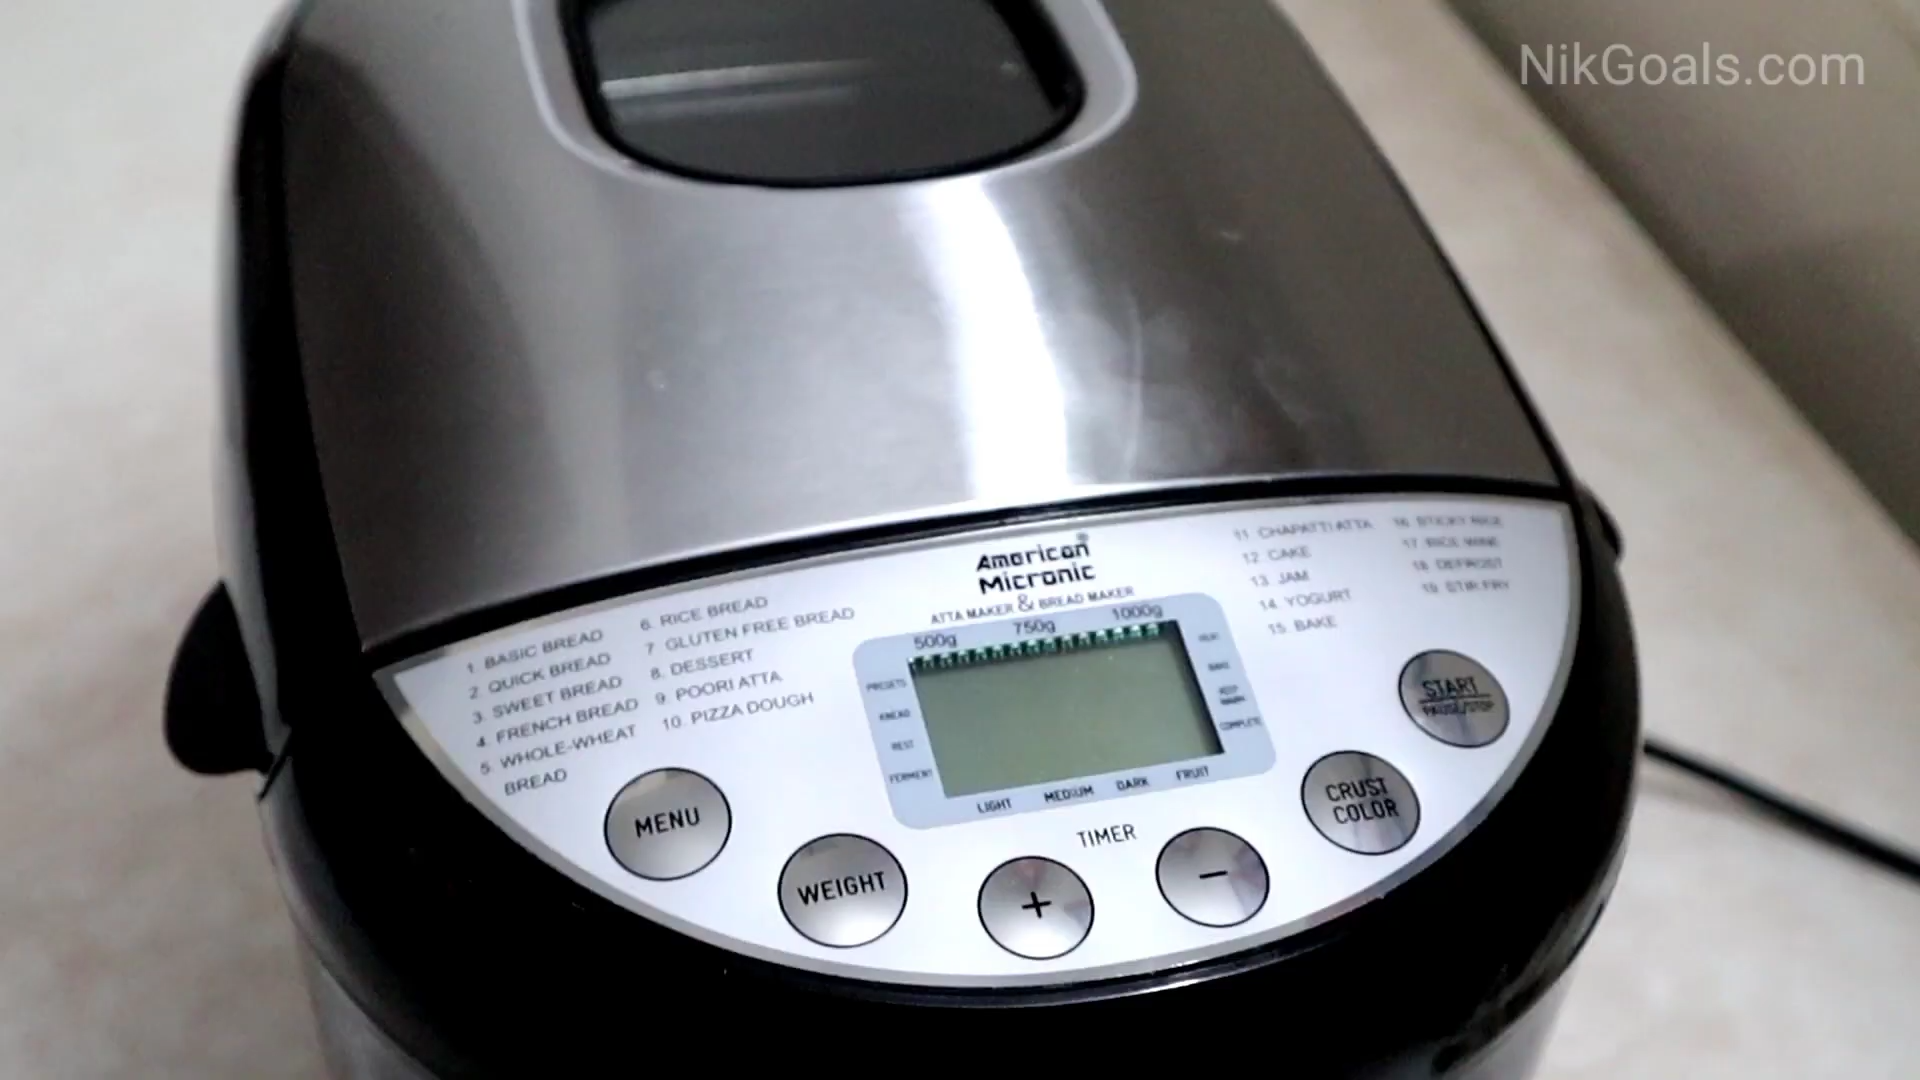 NikGoals.com
American®
Micronic
ATTA MAKER & BREAD MAKER
1. BASIC BREAD
2. QUICK BREAD
3. SWEET BREAD
4. FRENCH BREAD
5. WHOLE-WHEAT
BREAD
6. RICE BREAD
7 GLUTEN FREE BREAD
8. DESSERT
9. POORI ATTA
10. PIZZA DOUGH
11 CHAPATTI ATTA
12 CAKE
13 JAM
14. YOGURT
15. BAKE
16 STICKY RICE
17. RICE WINE
18 DEFROST
19. STIR FRY
500g 750g 1000g
PRESETS
KNEAD
REST
FERMENT
HEAT
BAKE
KEEP
WARM
COMPLETE
LIGHT MEDIUM DARK FRUIT
MENU
WEIGHT
TIMER
+
−
CRUST
COLOR
START
PAUSE/STOP